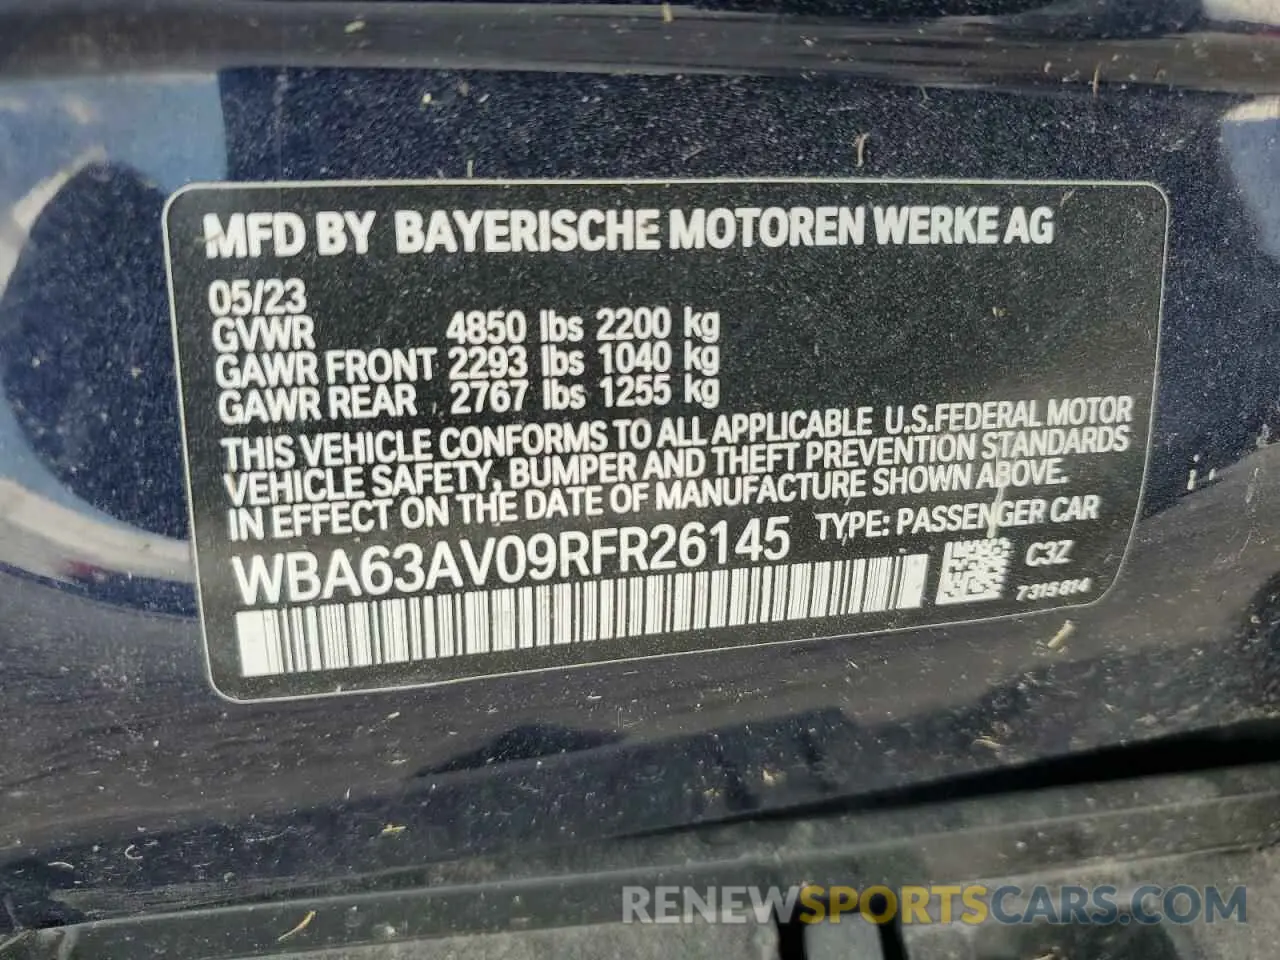 MFD BY BAYERISCHE MOTOREN WERKE AG
05/23
GVWR 4850 lbs 2200 kg
GAWR FRONT 2293 lbs 1040 kg
GAWR REAR 2767 lbs 1255 kg
THIS VEHICLE CONFORMS TO ALL APPLICABLE U.S.FEDERAL MOTOR
VEHICLE SAFETY, BUMPER AND THEFT PREVENTION STANDARDS
IN EFFECT ON THE DATE OF MANUFACTURE SHOWN ABOVE.
WBA63AV09RFR26145 TYPE: PASSENGER CAR
C3Z
7315614
RENEWSPORTSCARS.COM